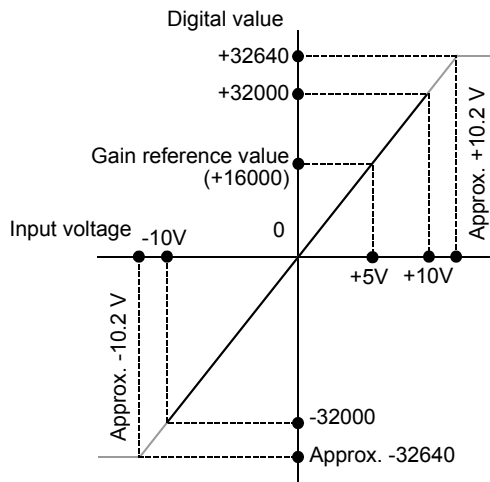 Digital value
+32640
+32000
Gain reference value
(+16000)
Approx. +10.2 V
Input voltage
-10V
0
+5V
+10V
Approx. -10.2 V
-32000
Approx. -32640